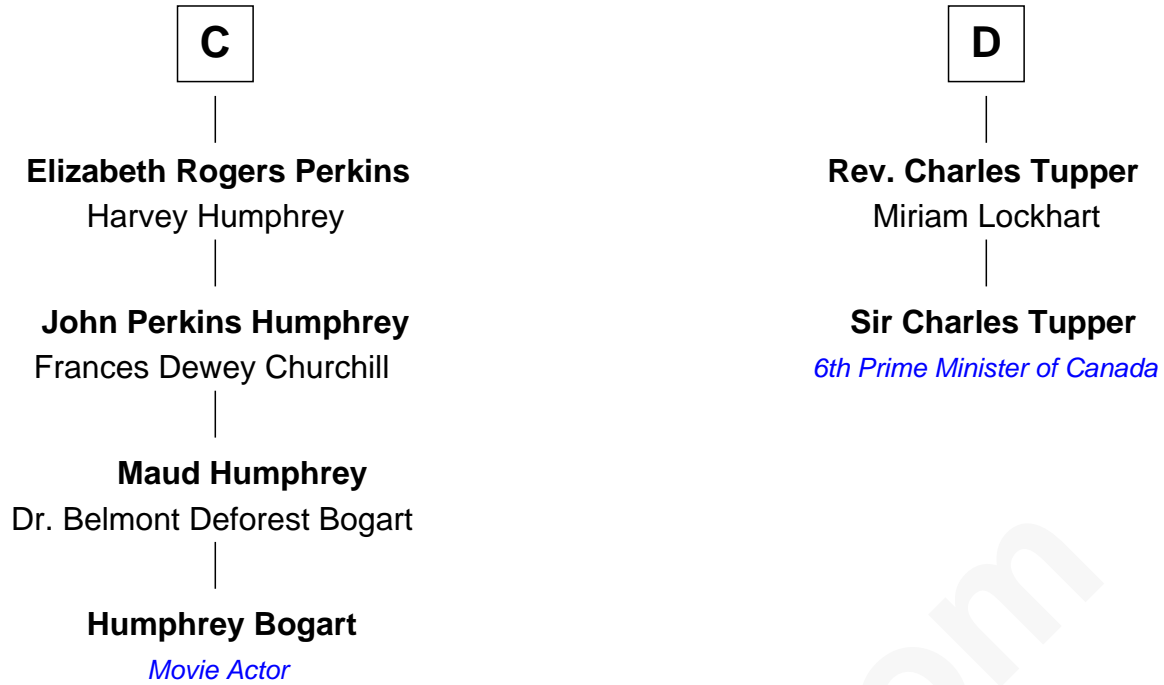 C
Elizabeth Rogers Perkins
Harvey Humphrey
John Perkins Humphrey
Frances Dewey Churchill
Maud Humphrey
Dr. Belmont Deforest Bogart
Humphrey Bogart
Movie Actor
D
Rev. Charles Tupper
Miriam Lockhart
Sir Charles Tupper
6th Prime Minister of Canada
om